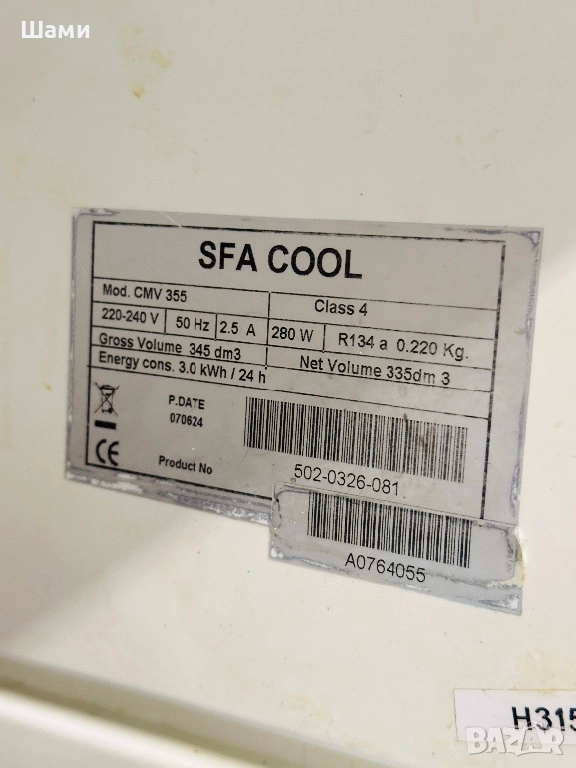 Шами
SFA COOL
Mod. CMV 355 Class 4
220-240 V 50 Hz 2.5 A 280 W R134 a 0.220 Kg.
Gross Volume 345 dm3 Net Volume 335dm 3
Energy cons. 3.0 kWh / 24 h
P.DATE
070624
CE
Product No 502-0326-081
A0764055
H315
BAZAR